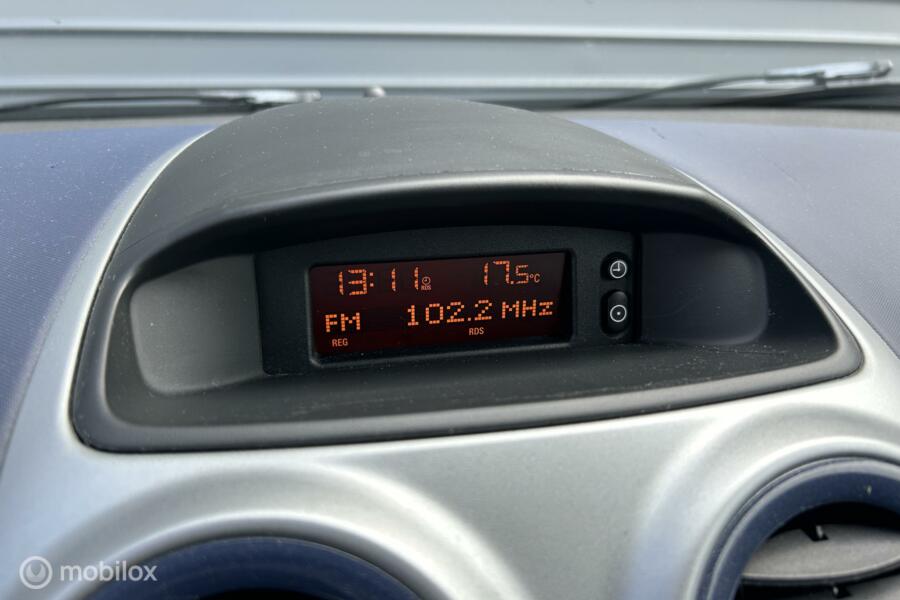 13:11 RDS 17.5°C
FM 102.2 MHz
REG RDS
mobilox